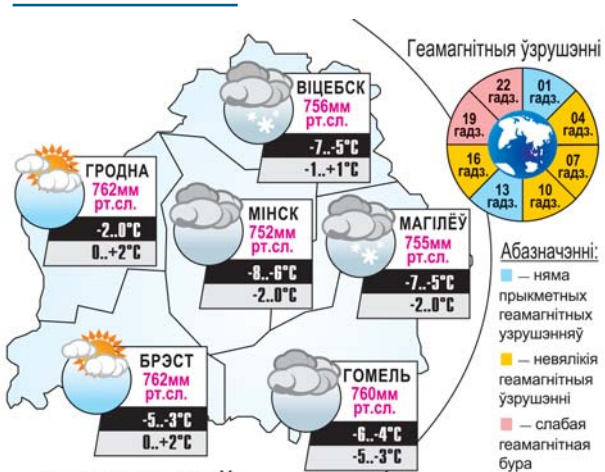 Геамагнітныя ўзрушэнні
22 гадз.
01 гадз.
04 гадз.
07 гадз.
10 гадз.
13 гадз.
16 гадз.
19 гадз.
ВІЦЕБСК
756мм
рт.сл.
-7..-5°C
-1..+1°C
ГРОДНА
762мм
рт.сл.
-2..0°C
0..+2°C
МІНСК
752мм
рт.сл.
-8..-6°C
-2..0°C
МАГІЛЁЎ
755мм
рт.сл.
-7..-5°C
-2..0°C
БРЭСТ
762мм
рт.сл.
-5..-3°C
0..+2°C
ГОМЕЛЬ
760мм
рт.сл.
-6..-4°C
-5..-3°C
Абазначэнні:
— няма
прыкметных
геамагнітных
узрушэнняў
— невялікія
геамагнітныя
ўзрушэнні
— слабая
геамагнітная
бура